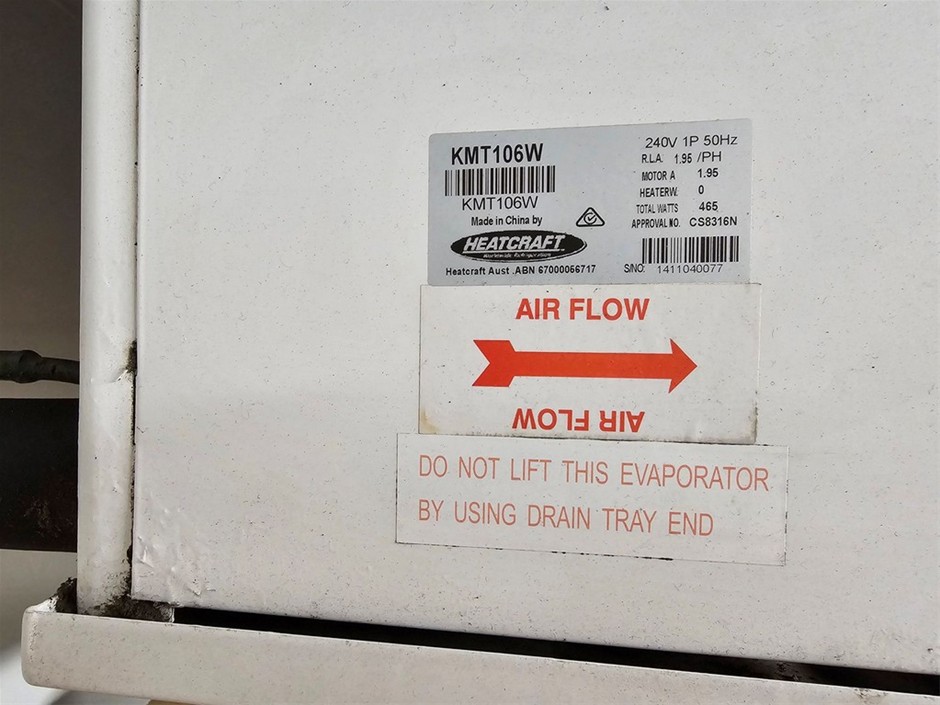 KMT106W
KMT106W
Made in China by
HEATCRAFT
Worldwide Refrigeration
Heatcraft Aust .ABN 67000066717
240V 1P 50Hz
R.L.A. 1.95 /PH
MOTOR A 1.95
HEATERW. 0
TOTAL WATTS 465
APPROVAL NO. CS8316N
S/NO. 1411040077
AIR FLOW
AIR FLOW
DO NOT LIFT THIS EVAPORATOR
BY USING DRAIN TRAY END